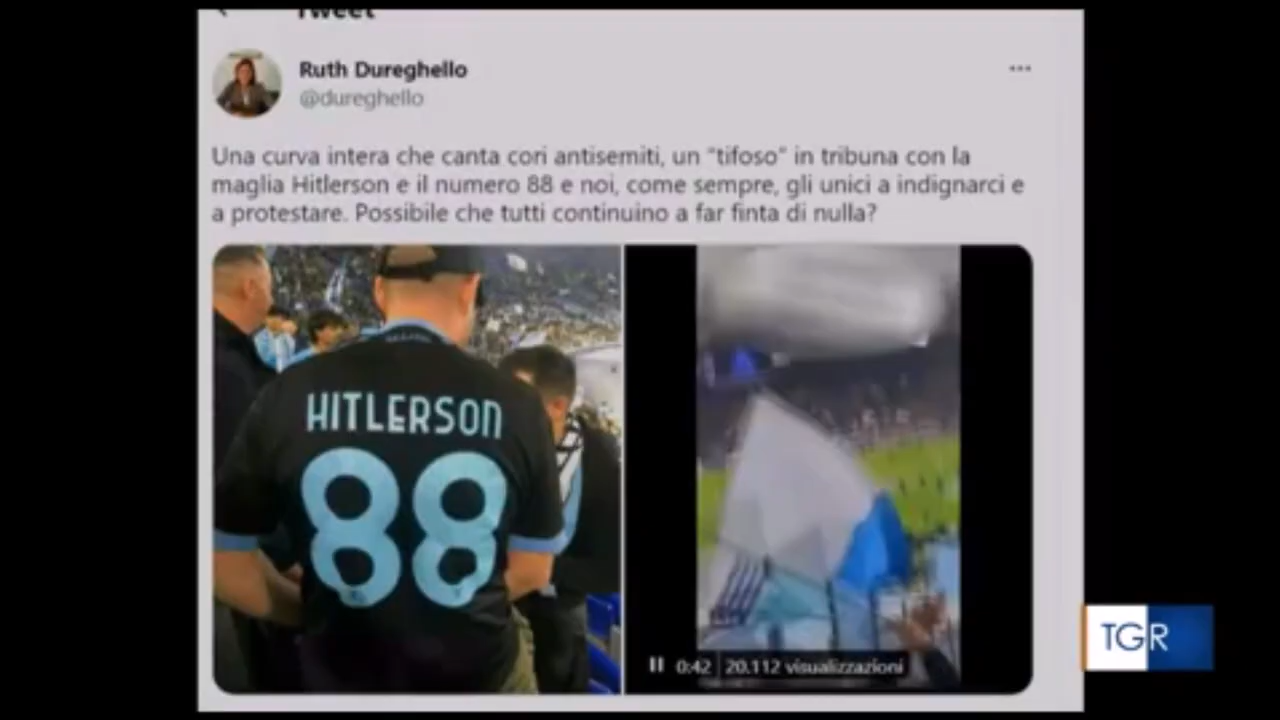 Tweet
Ruth Dureghello
@dureghello
Una curva intera che canta cori antisemiti, un "tifoso" in tribuna con la
maglia Hitlerson e il numero 88 e noi, come sempre, gli unici a indignarci e
a protestare. Possibile che tutti continuino a far finta di nulla?
HITLERSON
88
0:42 20.112 visualizzazioni
TGR